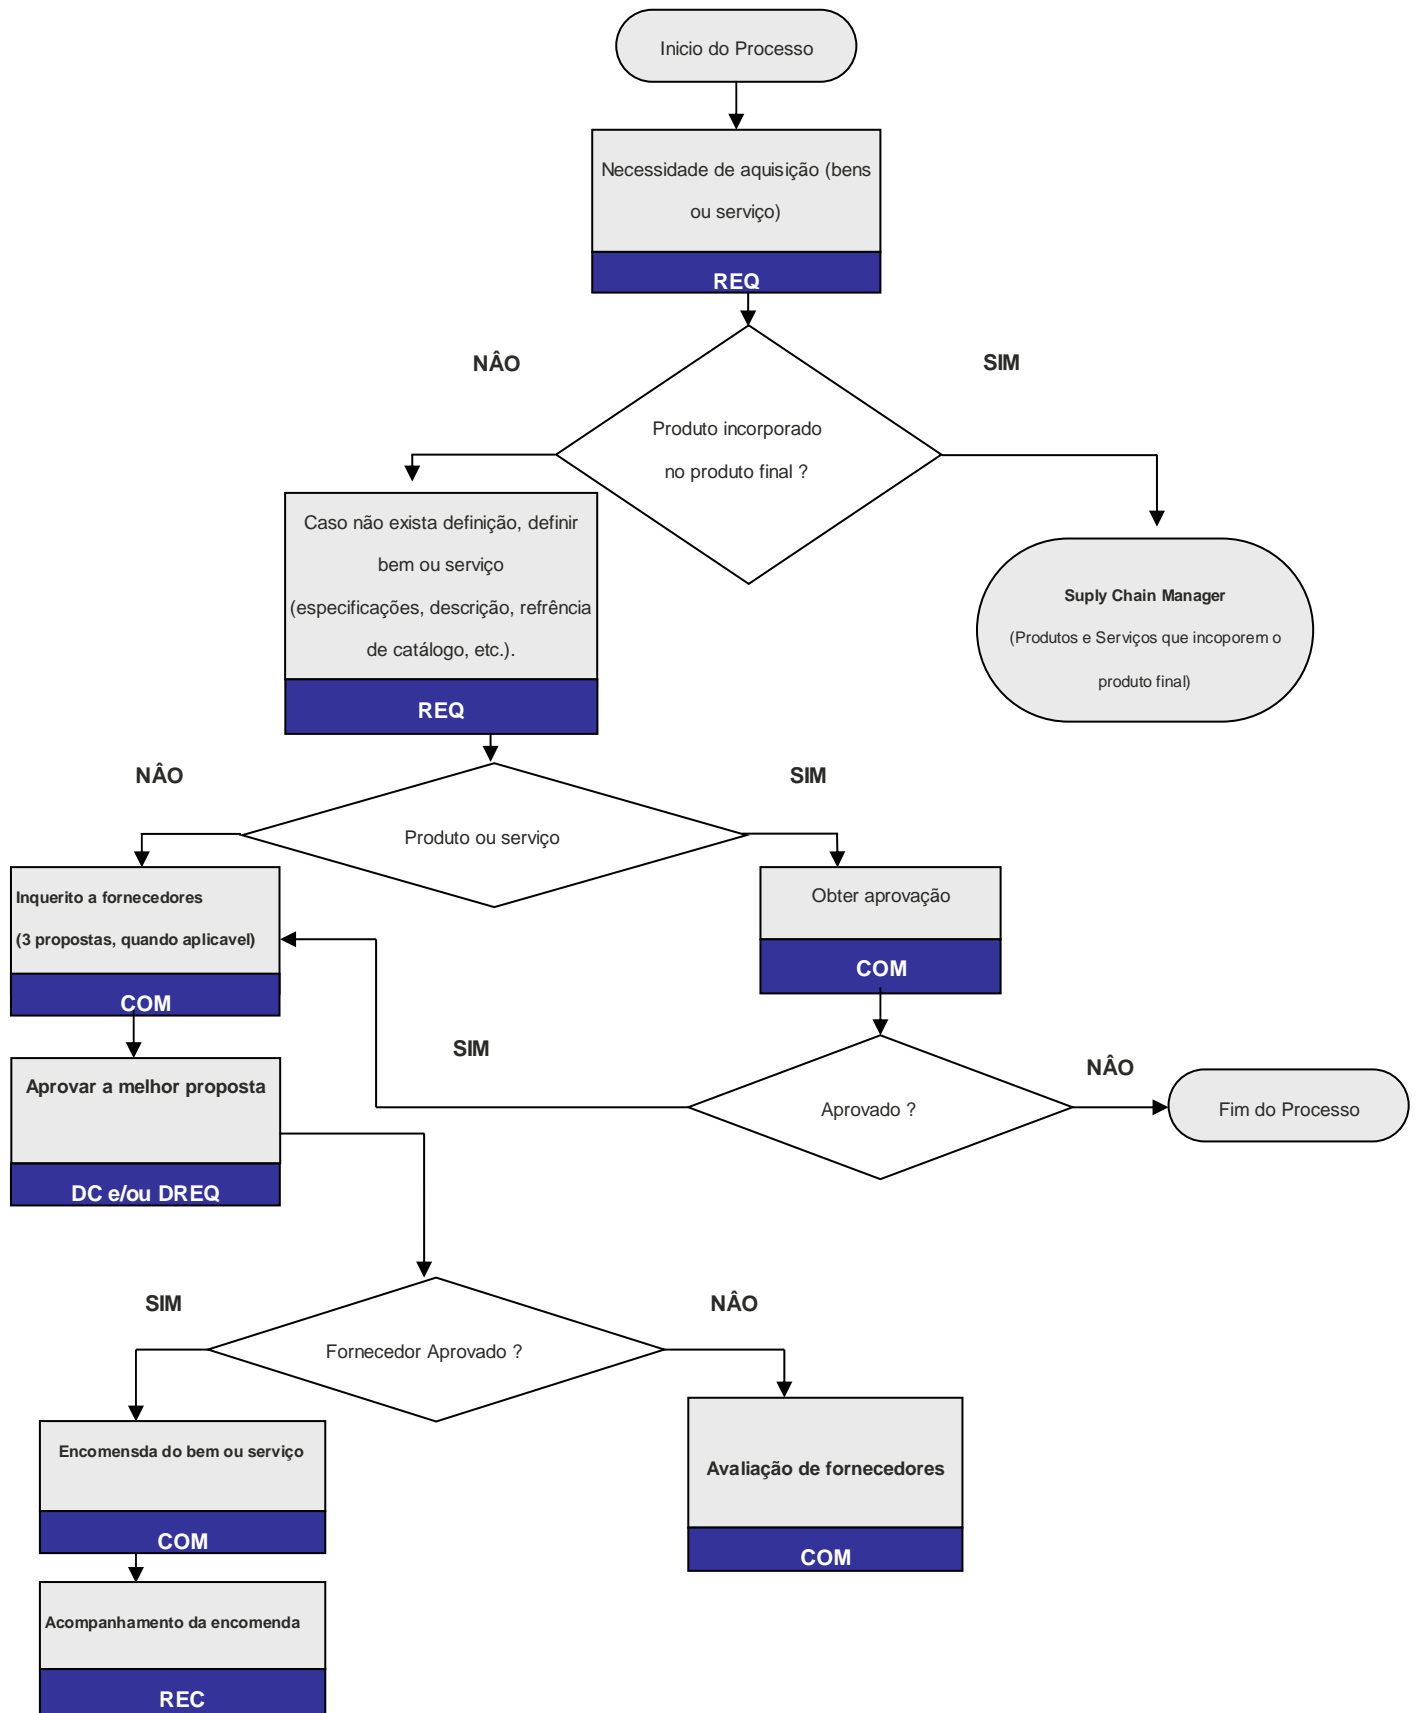 Inicio do Processo
Necessidade de aquisição (bens
ou serviço)
REQ
NÂO
SIM
Produto incorporado
no produto final ?
Caso não exista definição, definir
bem ou serviço
(especificações, descrição, refrência
de catálogo, etc.).
REQ
Suply Chain Manager
(Produtos e Serviços que incoporem o
produto final)
NÂO
SIM
Produto ou serviço
Inquerito a fornecedores
(3 propostas, quando aplicavel)
COM
Obter aprovação
COM
SIM
NÂO
Aprovar a melhor proposta
DC e/ou DREQ
Aprovado ?
Fim do Processo
SIM
NÂO
Fornecedor Aprovado ?
Encomensda do bem ou serviço
COM
Avaliação de fornecedores
COM
Acompanhamento da encomenda
REC